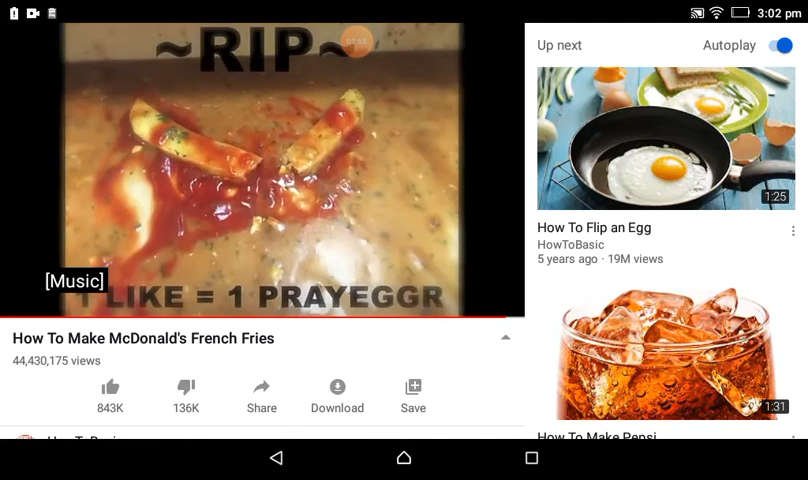 3:02 pm
~RIP~
02:58
[Music]
1 LIKE = 1 PRAYEGGR
How To Make McDonald's French Fries
44,430,175 views
843K
136K
Share
Download
Save
Up next
Autoplay
1:25
How To Flip an Egg
HowToBasic
5 years ago · 19M views
1:31
How To Make Pepsi